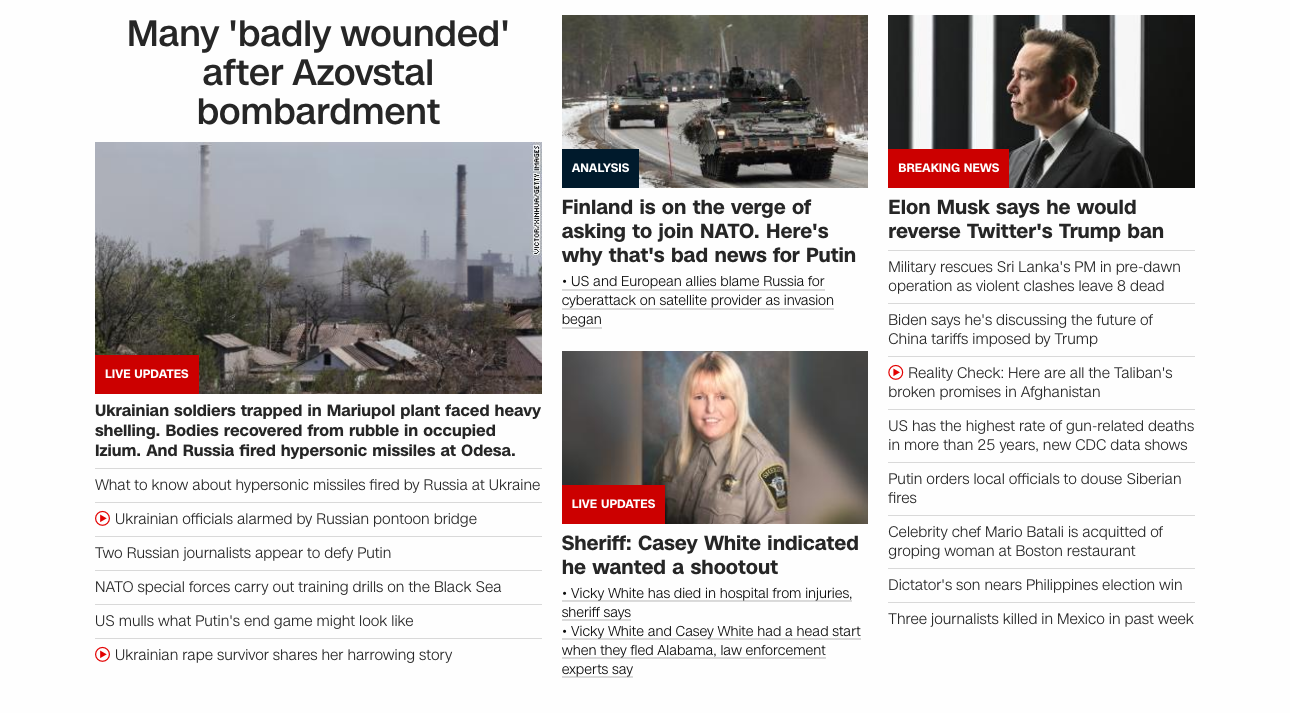 Many 'badly wounded'
after Azovstal
bombardment
VICTOR/XINHUA/GETTY IMAGES
LIVE UPDATES
Ukrainian soldiers trapped in Mariupol plant faced heavy
shelling. Bodies recovered from rubble in occupied
Izium. And Russia fired hypersonic missiles at Odesa.
What to know about hypersonic missiles fired by Russia at Ukraine
Ukrainian officials alarmed by Russian pontoon bridge
Two Russian journalists appear to defy Putin
NATO special forces carry out training drills on the Black Sea
US mulls what Putin's end game might look like
Ukrainian rape survivor shares her harrowing story
ANALYSIS
Finland is on the verge of
asking to join NATO. Here's
why that's bad news for Putin
• US and European allies blame Russia for
cyberattack on satellite provider as invasion
began
LIVE UPDATES
Sheriff: Casey White indicated
he wanted a shootout
• Vicky White has died in hospital from injuries,
sheriff says
• Vicky White and Casey White had a head start
when they fled Alabama, law enforcement
experts say
BREAKING NEWS
Elon Musk says he would
reverse Twitter's Trump ban
Military rescues Sri Lanka's PM in pre-dawn
operation as violent clashes leave 8 dead
Biden says he's discussing the future of
China tariffs imposed by Trump
Reality Check: Here are all the Taliban's
broken promises in Afghanistan
US has the highest rate of gun-related deaths
in more than 25 years, new CDC data shows
Putin orders local officials to douse Siberian
fires
Celebrity chef Mario Batali is acquitted of
groping woman at Boston restaurant
Dictator's son nears Philippines election win
Three journalists killed in Mexico in past week